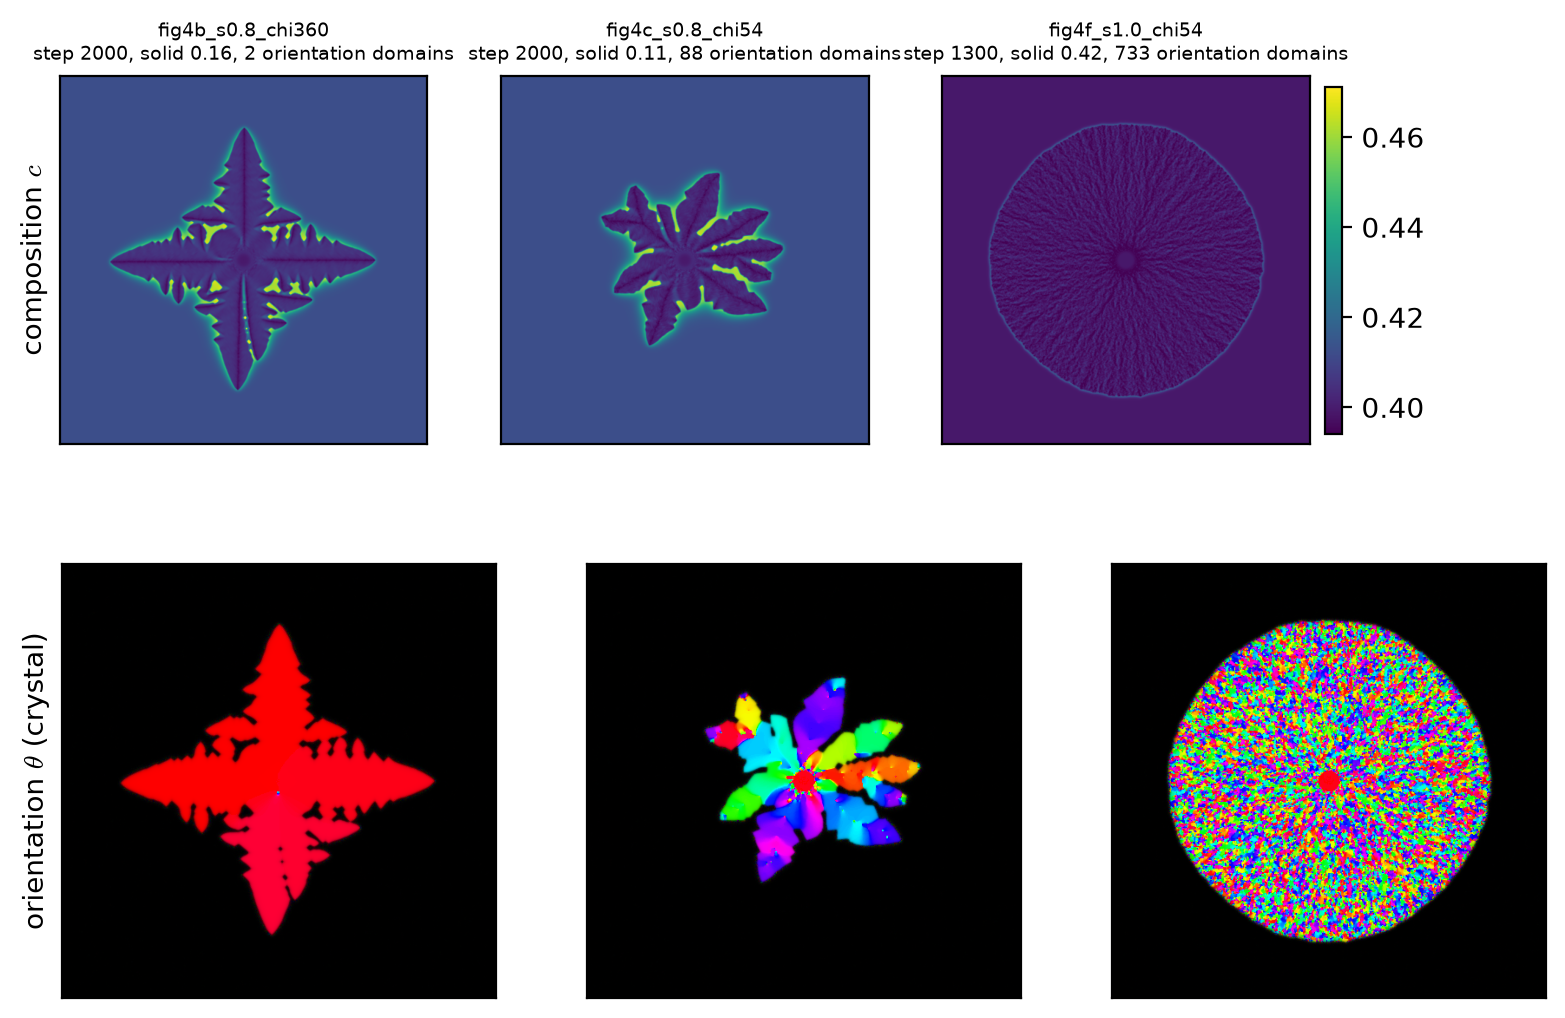 fig4b_s0.8_chi360
step 2000, solid 0.16, 2 orientation domains
fig4c_s0.8_chi54
step 2000, solid 0.11, 88 orientation domains
fig4f_s1.0_chi54
step 1300, solid 0.42, 733 orientation domains
composition c
0.46
0.44
0.42
0.40
orientation θ (crystal)